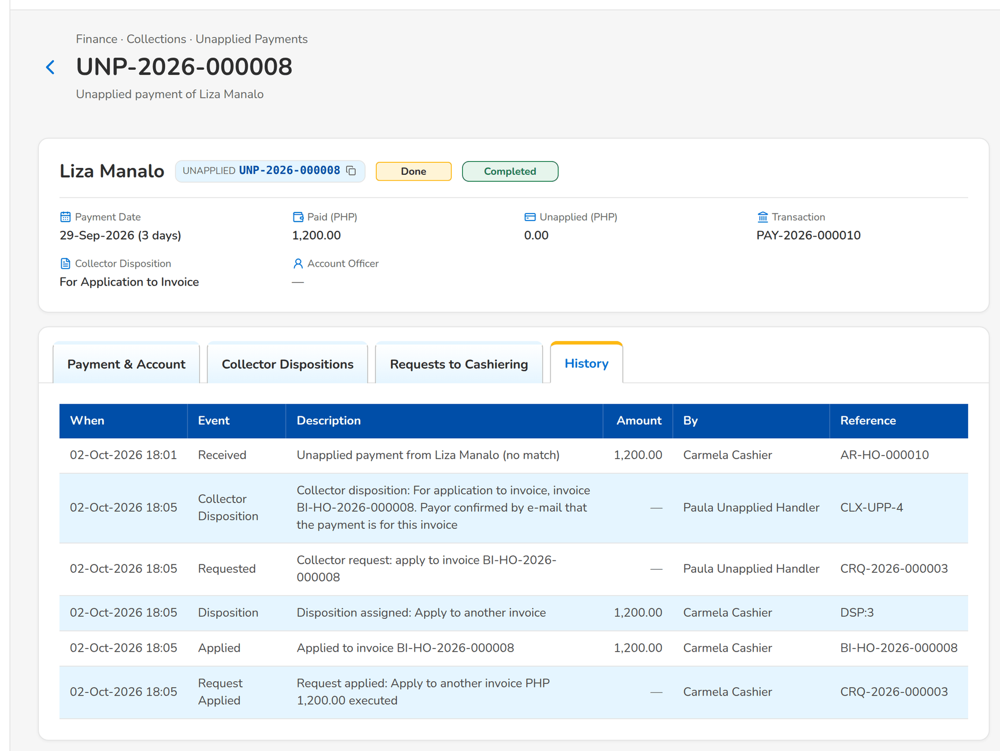 Finance · Collections · Unapplied Payments
UNP-2026-000008
Unapplied payment of Liza Manalo
Liza Manalo UNAPPLIED UNP-2026-000008 Done Completed
Payment Date Paid (PHP) Unapplied (PHP) Transaction
29-Sep-2026 (3 days) 1,200.00 0.00 PAY-2026-000010
Collector Disposition Account Officer
For Application to Invoice —
Payment & Account Collector Dispositions Requests to Cashiering History
When Event Description Amount By Reference
02-Oct-2026 18:01 Received Unapplied payment from Liza Manalo (no match) 1,200.00 Carmela Cashier AR-HO-000010
02-Oct-2026 18:05 Collector
Disposition Collector disposition: For application to invoice, invoice
BI-HO-2026-000008. Payor confirmed by e-mail that
the payment is for this invoice — Paula Unapplied Handler CLX-UPP-4
02-Oct-2026 18:05 Requested Collector request: apply to invoice BI-HO-2026-
000008 — Paula Unapplied Handler CRQ-2026-000003
02-Oct-2026 18:05 Disposition Disposition assigned: Apply to another invoice 1,200.00 Carmela Cashier DSP:3
02-Oct-2026 18:05 Applied Applied to invoice BI-HO-2026-000008 1,200.00 Carmela Cashier BI-HO-2026-000008
02-Oct-2026 18:05 Request
Applied Request applied: Apply to another invoice PHP
1,200.00 executed — Carmela Cashier CRQ-2026-000003